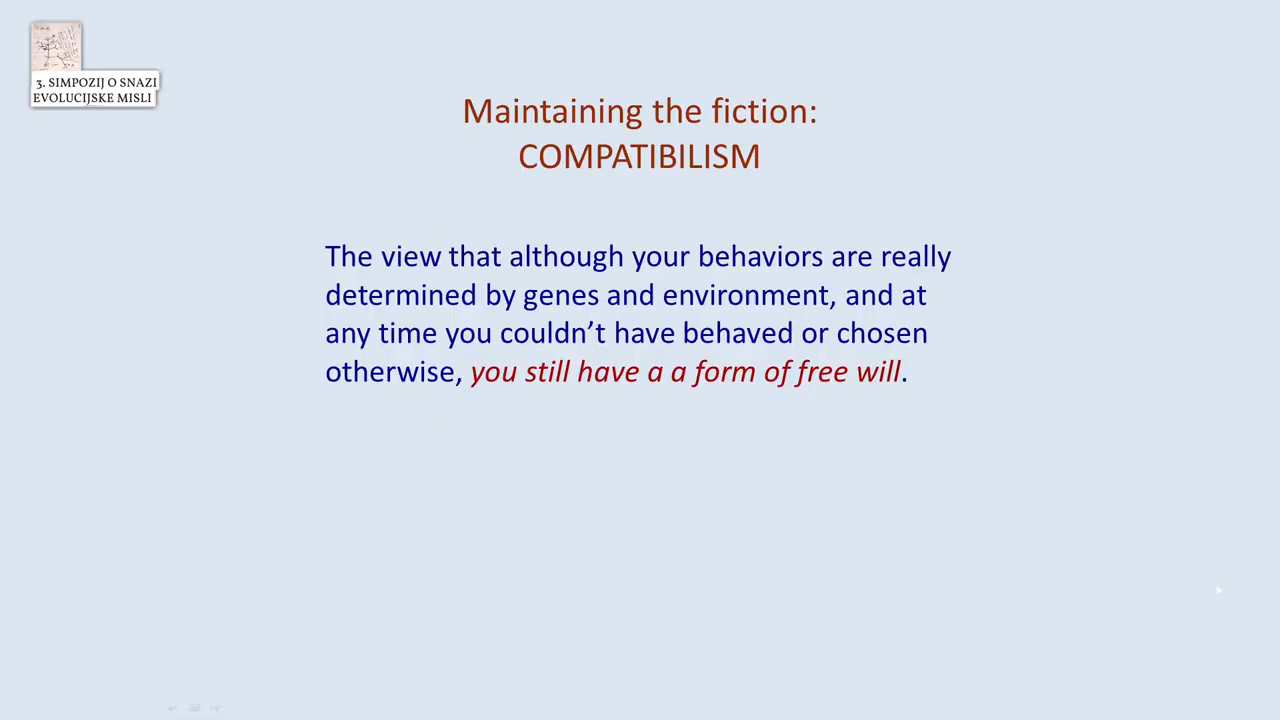 3. SIMPOZIJ O SNAZI
EVOLUCIJSKE MISLI
Maintaining the fiction:
COMPATIBILISM
The view that although your behaviors are really
determined by genes and environment, and at
any time you couldn’t have behaved or chosen
otherwise, you still have a a form of free will.